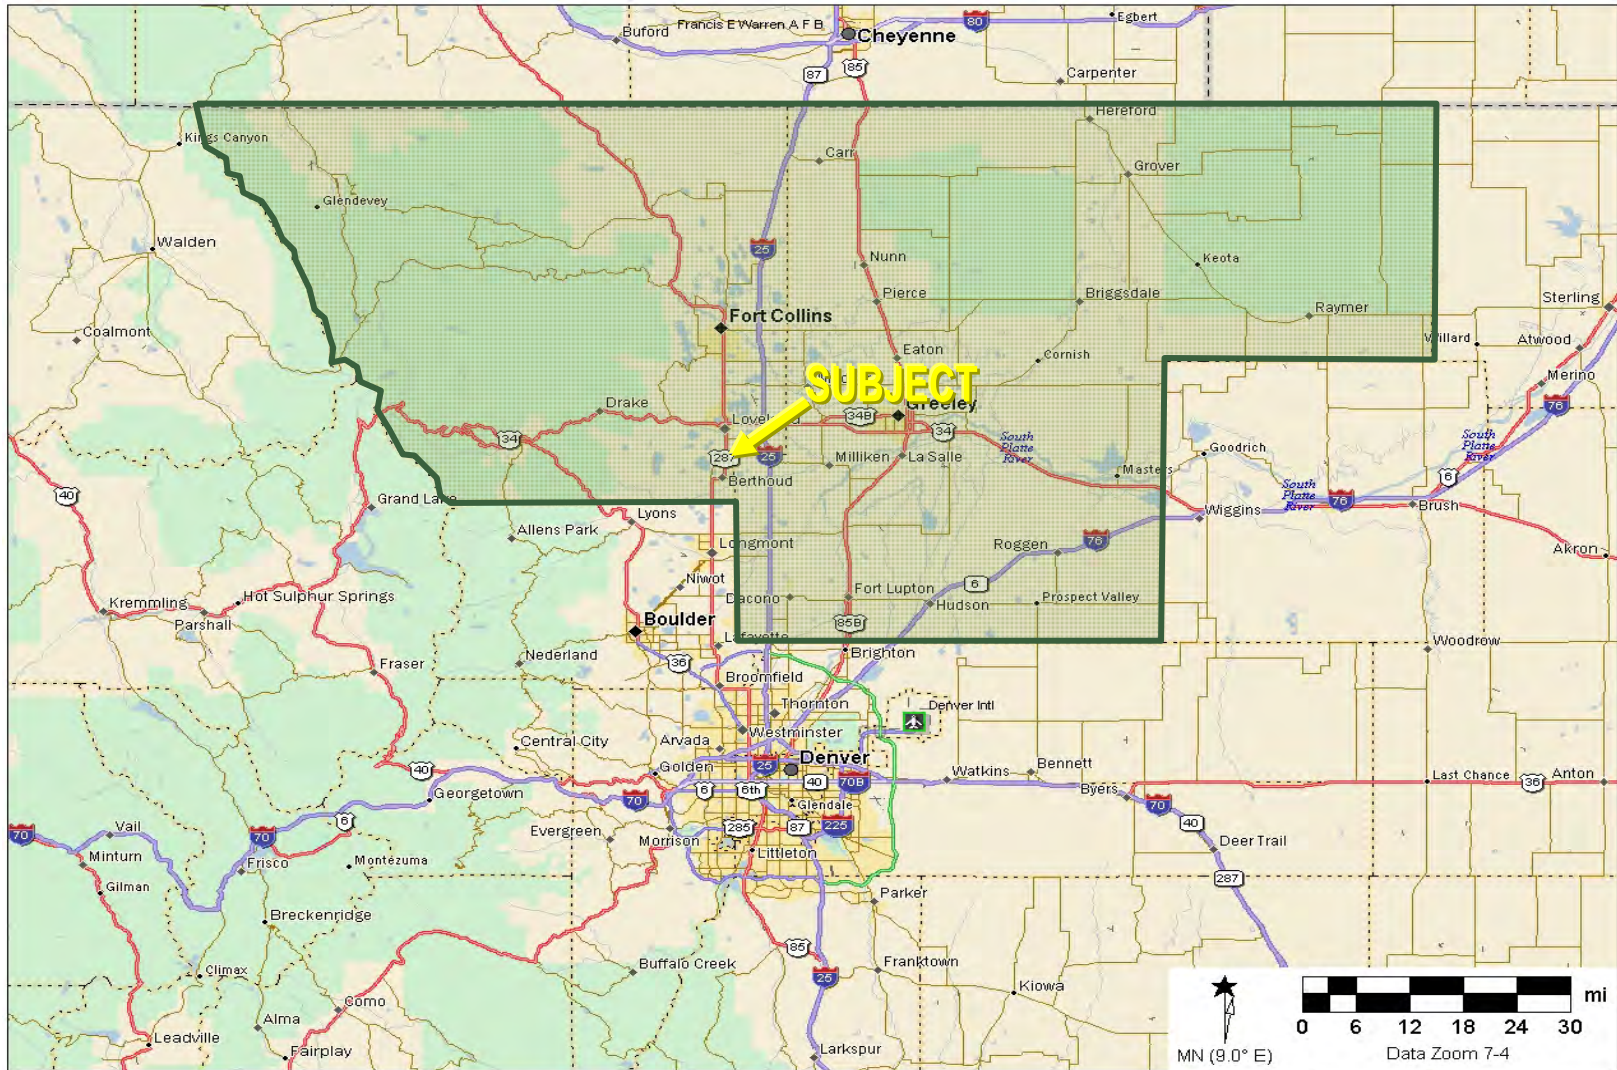 Francis E Warren A F B
80
Egbert
Buford
Cheyenne
87
85
Carpenter
Hereford
Kings Canyon
Carr
Grover
Glendevey
Walden
25
Nunn
Keota
Pierce
Briggsdale
Sterling
Raymer
Fort Collins
Coalmont
Willard
Atwood
Eaton
Cornish
SUBJECT
Merino
Drake
34B
Greeley
76
34
34
South
Platte
River
Goodrich
South
Platte
River
287
25
Milliken
La Salle
Masters
6
Berthoud
40
Grand Lake
South
Platte
River
76
Brush
Lyons
Wiggins
Allens Park
Longmont
Roggen
76
Akron
Niwot
6
Kremmling
Hot Sulphur Springs
Dacono
Fort Lupton
Hudson
Prospect Valley
Parshall
Boulder
85B
Lafayette
Woodrow
Nederland
36
Brighton
Fraser
Broomfield
Thornton
Denver Intl
Westminster
Central City
Arvada
Denver
25
Golden
40
70B
Watkins
Bennett
Last Chance
36
Anton
40
6
6th
Byers
Georgetown
70
Glendale
70
6
Vail
70
70
Evergreen
285
87
225
40
Morrison
Minturn
Frisco
Montezuma
Littleton
Deer Trail
Gilman
287
Parker
Breckenridge
85
Climax
Buffalo Creek
25
Franktown
Kiowa
Como
mi
Alma
0 6 12 18 24 30
Leadville
Fairplay
Larkspur
MN (9.0° E)
Data Zoom 7-4